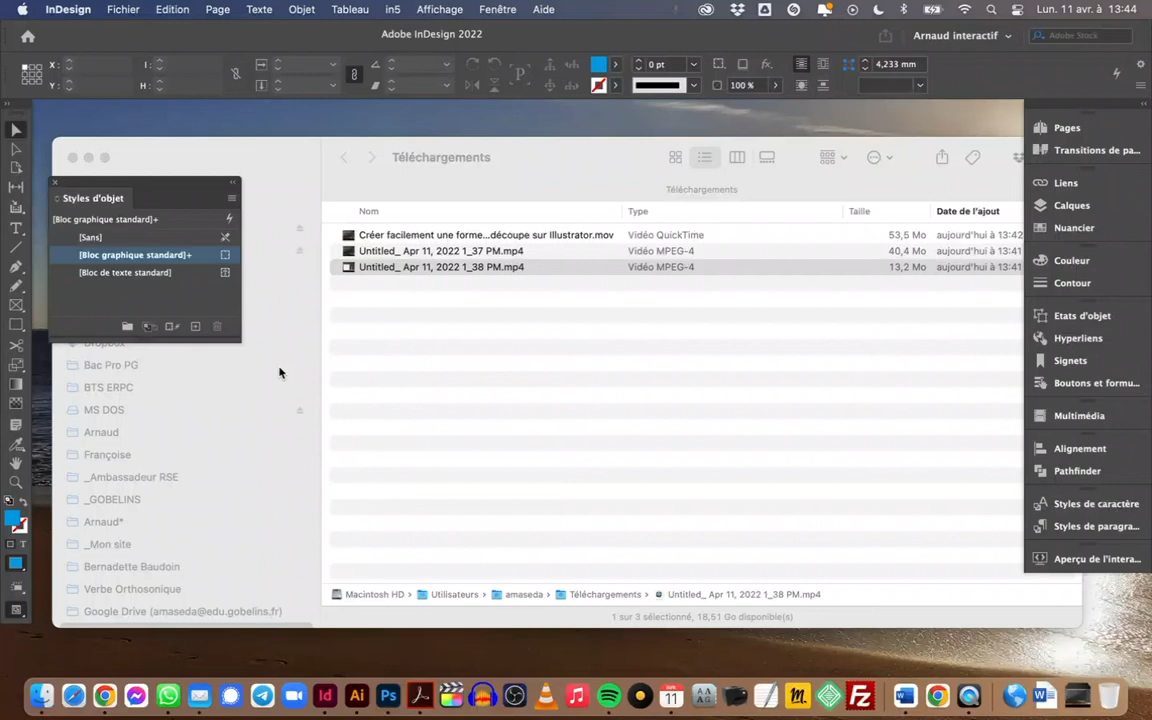 InDesign Fichier Edition Page Texte Objet Tableau in5 Affichage Fenêtre Aide Lun. 11 avr. à 13:44
Adobe InDesign 2022 Arnaud interactif Adobe Stock
X : I : 0 pt fx. 4,233 mm
Y : H : P 100 %
Téléchargements
Téléchargements
Nom Type Taille Date de l'ajout
Créer facilement une forme...découpe sur Illustrator.mov Vidéo QuickTime 53,5 Mo aujourd'hui à 13:42
Untitled_ Apr 11, 2022 1_37 PM.mp4 Vidéo MPEG-4 40,4 Mo aujourd'hui à 13:41
Untitled_ Apr 11, 2022 1_38 PM.mp4 Vidéo MPEG-4 13,2 Mo aujourd'hui à 13:41
Styles d'objet
[Bloc graphique standard]+
[Sans]
[Bloc graphique standard]+
[Bloc de texte standard]
Dropbox
Bac Pro PG
BTS ERPC
MS DOS
Arnaud
Françoise
_Ambassadeur RSE
_GOBELINS
Arnaud*
_Mon site
Bernadette Baudoin
Verbe Orthosonique
Google Drive (amaseda@edu.gobelins.fr)
Macintosh HD Utilisateurs amaseda Téléchargements Untitled_ Apr 11, 2022 1_38 PM.mp4
1 sur 3 sélectionné, 18,51 Go disponible(s)
Pages
Transitions de pa...
Liens
Calques
Nuancier
Couleur
Contour
Etats d'objet
Hyperliens
Signets
Boutons et formu...
Multimédia
Alignement
Pathfinder
Styles de caractère
Styles de paragra...
Aperçu de l'intera...
Id Ai Ps 11 m. Fz W